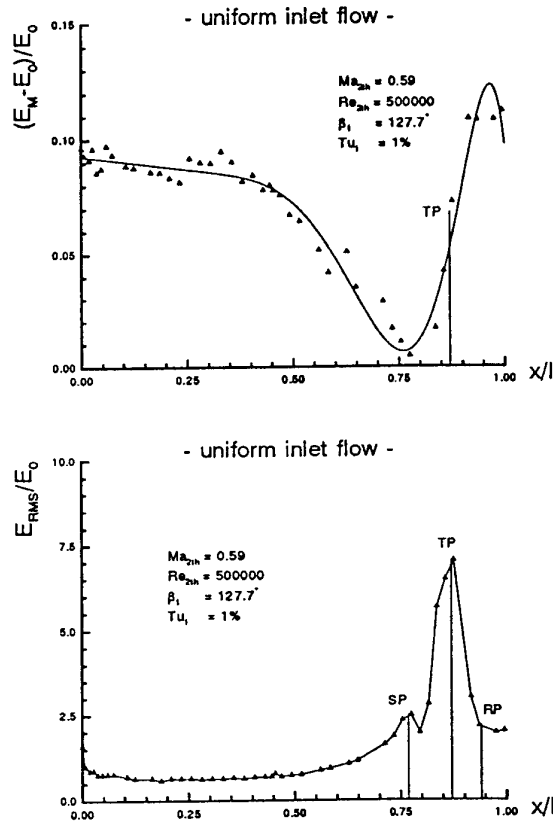 - uniform inlet flow -
(E_M-E_0)/E_0
0.15
0.10
0.05
0.00
Ma_2th = 0.59
Re_2th = 500000
β_1 = 127.7°
Tu_1 = 1%
TP
0.00 0.25 0.50 0.75 1.00 x/l
- uniform inlet flow -
E_RMS/E_0
10.0
7.5
5.0
2.5
0.0
Ma_2th = 0.59
Re_2th = 500000
β_1 = 127.7°
Tu_1 = 1%
TP
SP
RP
0.00 0.25 0.50 0.75 1.00 x/l